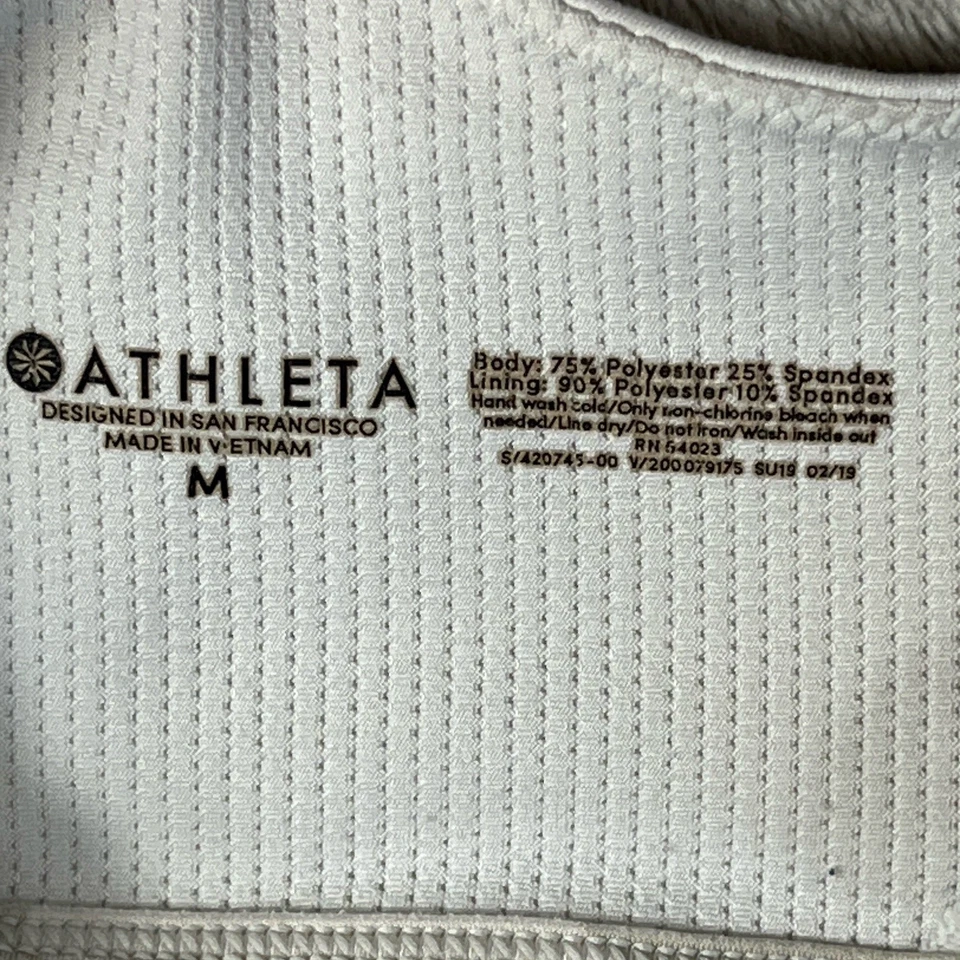 ATHLETA
DESIGNED IN SAN FRANCISCO
MADE IN VIETNAM
M
Body: 75% Polyester 25% Spandex
Lining: 90% Polyester 10% Spandex
Hand wash cold/Only non-chlorine bleach when
needed/Line dry/Do not iron/Wash inside out
RN 54023
S/420745-00 V/200079175 SU19 02/19